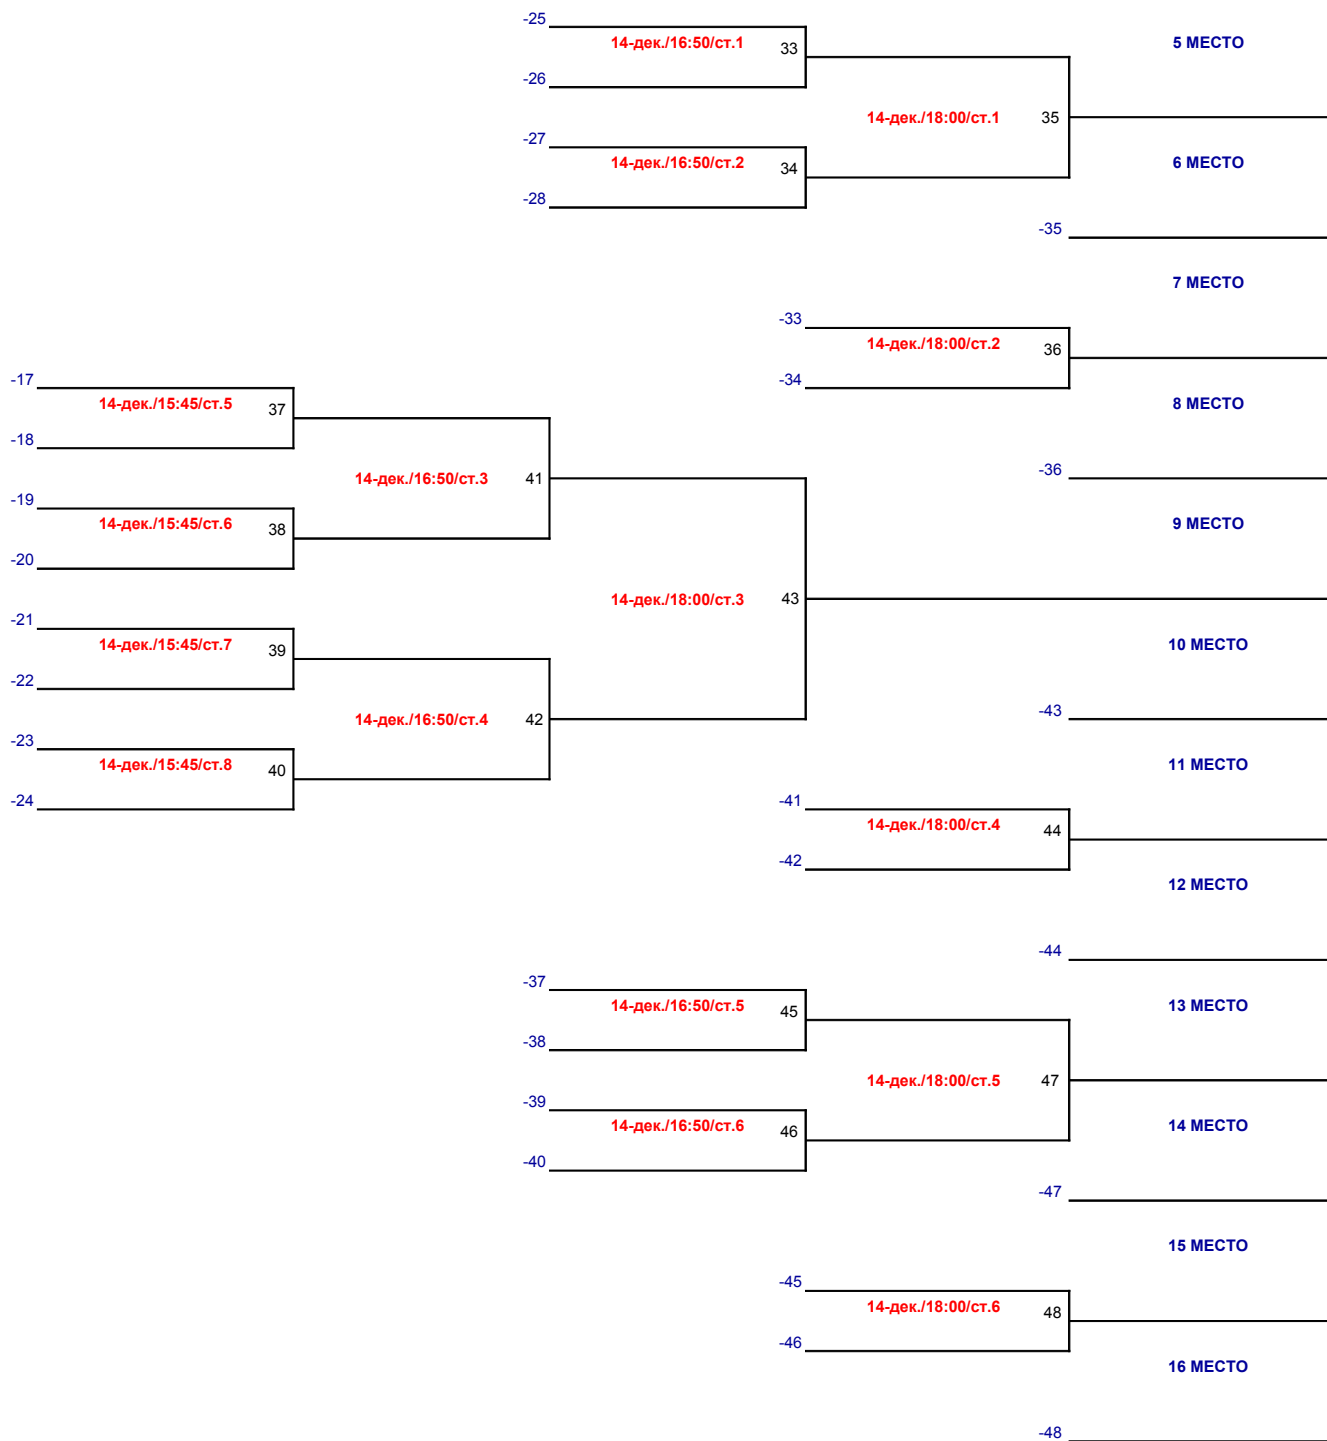 -25
14-дек./16:50/ст.1
33
5 МЕСТО
-26
14-дек./18:00/ст.1
35
-27
14-дек./16:50/ст.2
34
6 МЕСТО
-28
-35
7 МЕСТО
-33
14-дек./18:00/ст.2
36
-17
-34
14-дек./15:45/ст.5
37
8 МЕСТО
-18
14-дек./16:50/ст.3
41
-36
-19
14-дек./15:45/ст.6
38
9 МЕСТО
-20
14-дек./18:00/ст.3
43
-21
14-дек./15:45/ст.7
39
10 МЕСТО
-22
14-дек./16:50/ст.4
42
-43
-23
14-дек./15:45/ст.8
40
11 МЕСТО
-24
-41
14-дек./18:00/ст.4
44
-42
12 МЕСТО
-44
-37
14-дек./16:50/ст.5
45
13 МЕСТО
-38
14-дек./18:00/ст.5
47
-39
14-дек./16:50/ст.6
46
14 МЕСТО
-40
-47
15 МЕСТО
-45
14-дек./18:00/ст.6
48
-46
16 МЕСТО
-48